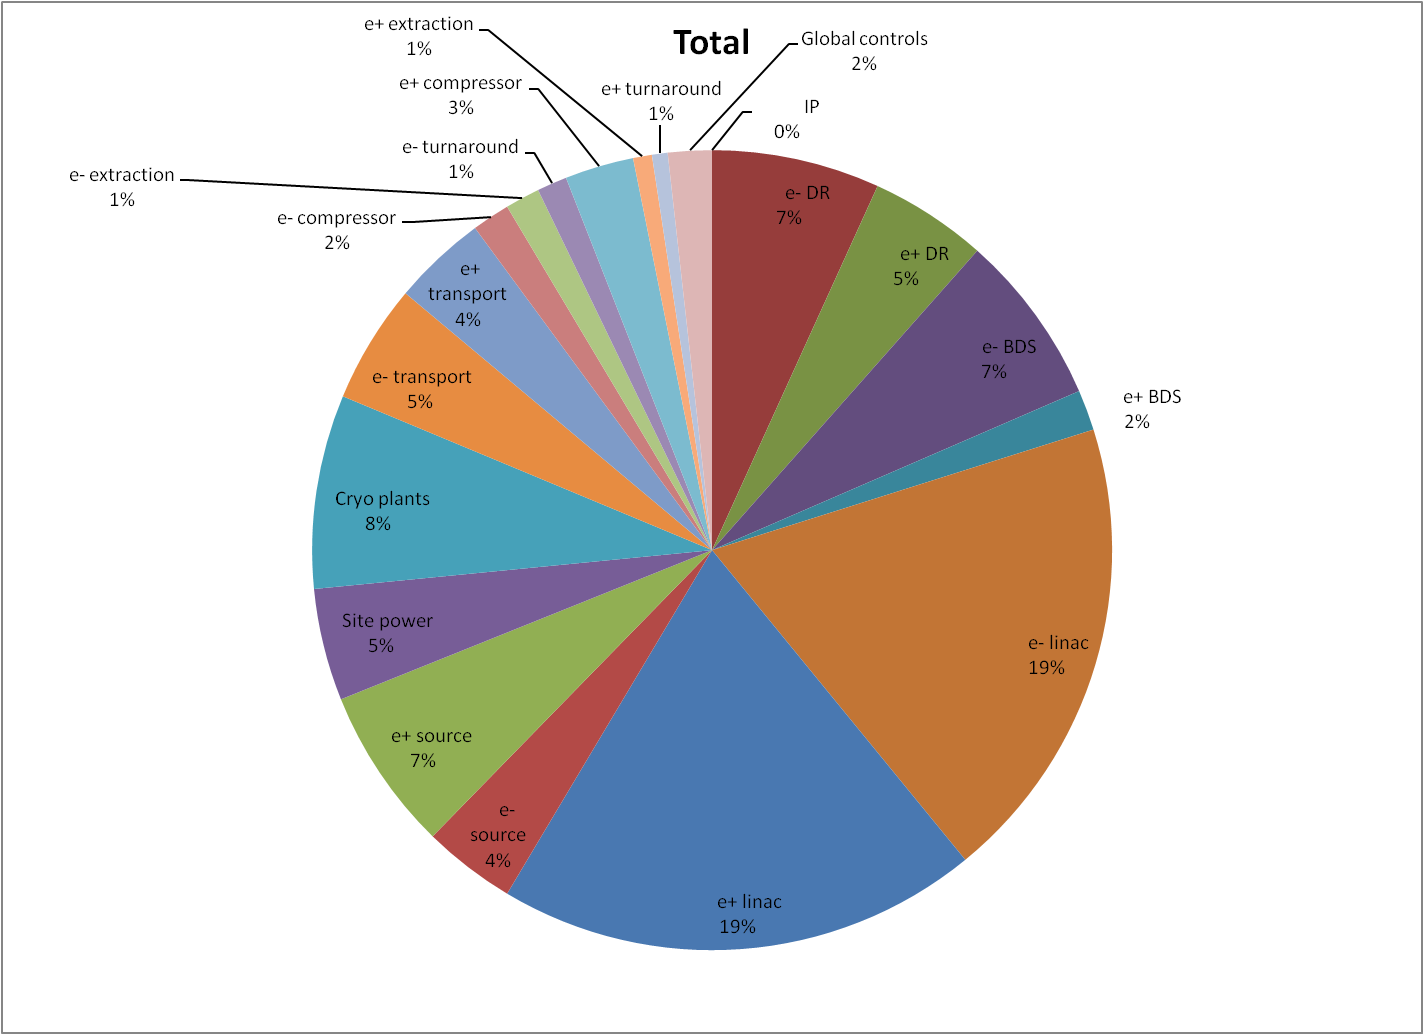 Total
IP
0%
e- DR
7%
e+ DR
5%
e- BDS
7%
e+ BDS
2%
e- linac
19%
e+ linac
19%
e-
source
4%
e+ source
7%
Site power
5%
Cryo plants
8%
e- transport
5%
e+
transport
4%
e- compressor
2%
e- extraction
1%
e- turnaround
1%
e+ compressor
3%
e+ extraction
1%
e+ turnaround
1%
Global controls
2%